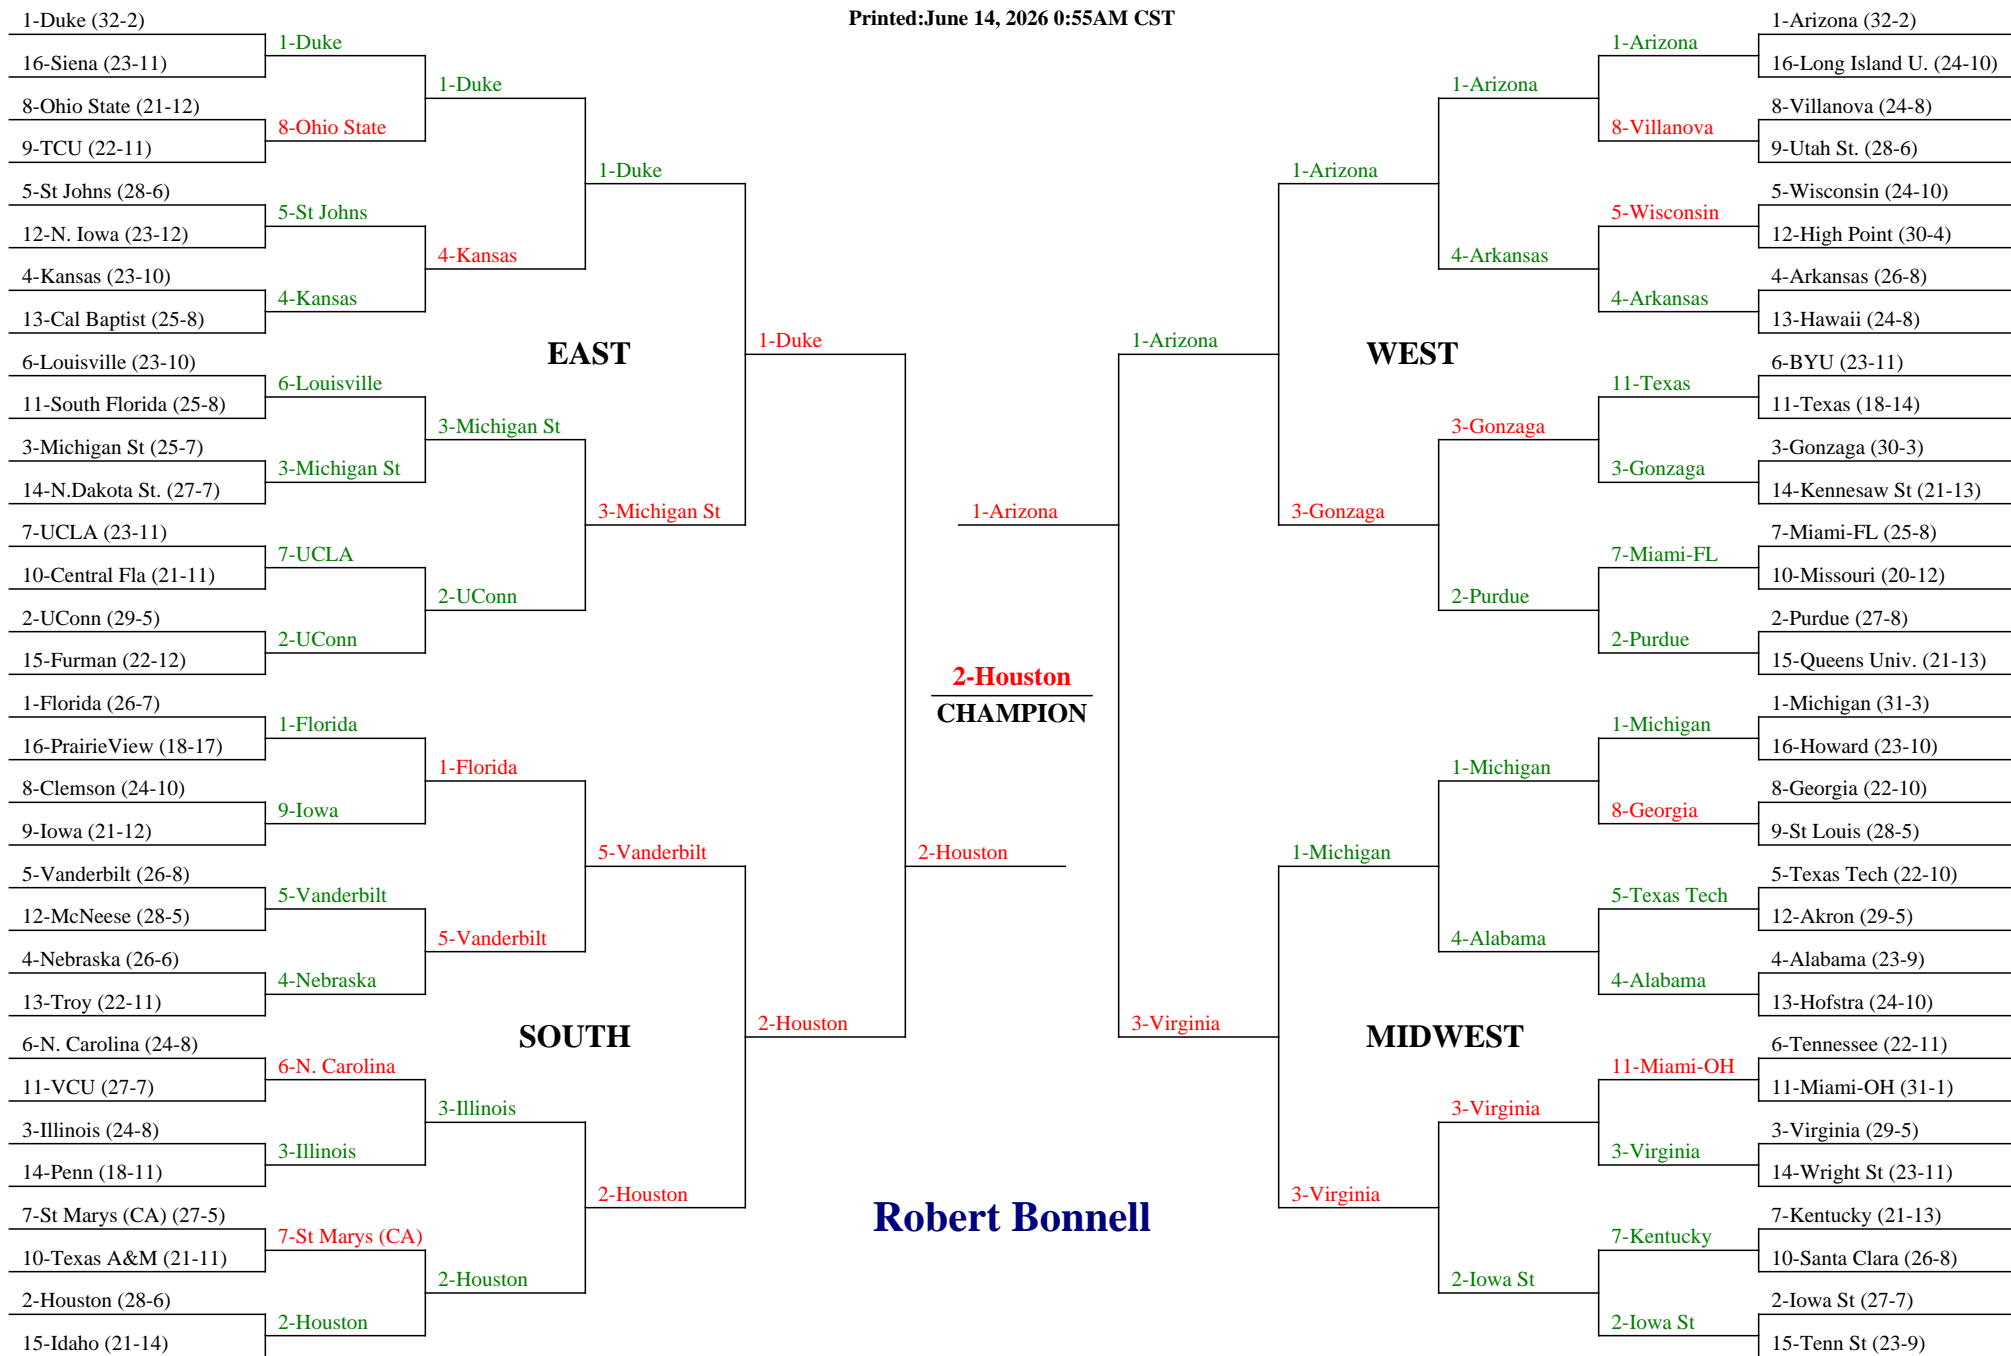 Printed:June 14, 2026 0:55AM CST
1-Duke (32-2)
16-Siena (23-11)
8-Ohio State (21-12)
9-TCU (22-11)
5-St Johns (28-6)
12-N. Iowa (23-12)
4-Kansas (23-10)
13-Cal Baptist (25-8)
6-Louisville (23-10)
11-South Florida (25-8)
3-Michigan St (25-7)
14-N.Dakota St. (27-7)
7-UCLA (23-11)
10-Central Fla (21-11)
2-UConn (29-5)
15-Furman (22-12)
1-Florida (26-7)
16-PrairieView (18-17)
8-Clemson (24-10)
9-Iowa (21-12)
5-Vanderbilt (26-8)
12-McNeese (28-5)
4-Nebraska (26-6)
13-Troy (22-11)
6-N. Carolina (24-8)
11-VCU (27-7)
3-Illinois (24-8)
14-Penn (18-11)
7-St Marys (CA) (27-5)
10-Texas A&M (21-11)
2-Houston (28-6)
15-Idaho (21-14)
1-Duke
8-Ohio State
5-St Johns
4-Kansas
6-Louisville
3-Michigan St
7-UCLA
2-UConn
1-Florida
9-Iowa
5-Vanderbilt
4-Nebraska
6-N. Carolina
3-Illinois
7-St Marys (CA)
2-Houston
1-Duke
4-Kansas
3-Michigan St
2-UConn
1-Florida
5-Vanderbilt
3-Illinois
2-Houston
1-Duke
3-Michigan St
5-Vanderbilt
2-Houston
EAST
SOUTH
1-Duke
2-Houston
1-Arizona
2-Houston
CHAMPION
2-Houston
Robert Bonnell
1-Arizona
3-Virginia
WEST
MIDWEST
1-Arizona
3-Gonzaga
1-Michigan
3-Virginia
1-Arizona
4-Arkansas
3-Gonzaga
2-Purdue
1-Michigan
4-Alabama
3-Virginia
2-Iowa St
1-Arizona
8-Villanova
5-Wisconsin
4-Arkansas
11-Texas
3-Gonzaga
7-Miami-FL
2-Purdue
1-Michigan
8-Georgia
5-Texas Tech
4-Alabama
11-Miami-OH
3-Virginia
7-Kentucky
2-Iowa St
1-Arizona (32-2)
16-Long Island U. (24-10)
8-Villanova (24-8)
9-Utah St. (28-6)
5-Wisconsin (24-10)
12-High Point (30-4)
4-Arkansas (26-8)
13-Hawaii (24-8)
6-BYU (23-11)
11-Texas (18-14)
3-Gonzaga (30-3)
14-Kennesaw St (21-13)
7-Miami-FL (25-8)
10-Missouri (20-12)
2-Purdue (27-8)
15-Queens Univ. (21-13)
1-Michigan (31-3)
16-Howard (23-10)
8-Georgia (22-10)
9-St Louis (28-5)
5-Texas Tech (22-10)
12-Akron (29-5)
4-Alabama (23-9)
13-Hofstra (24-10)
6-Tennessee (22-11)
11-Miami-OH (31-1)
3-Virginia (29-5)
14-Wright St (23-11)
7-Kentucky (21-13)
10-Santa Clara (26-8)
2-Iowa St (27-7)
15-Tenn St (23-9)